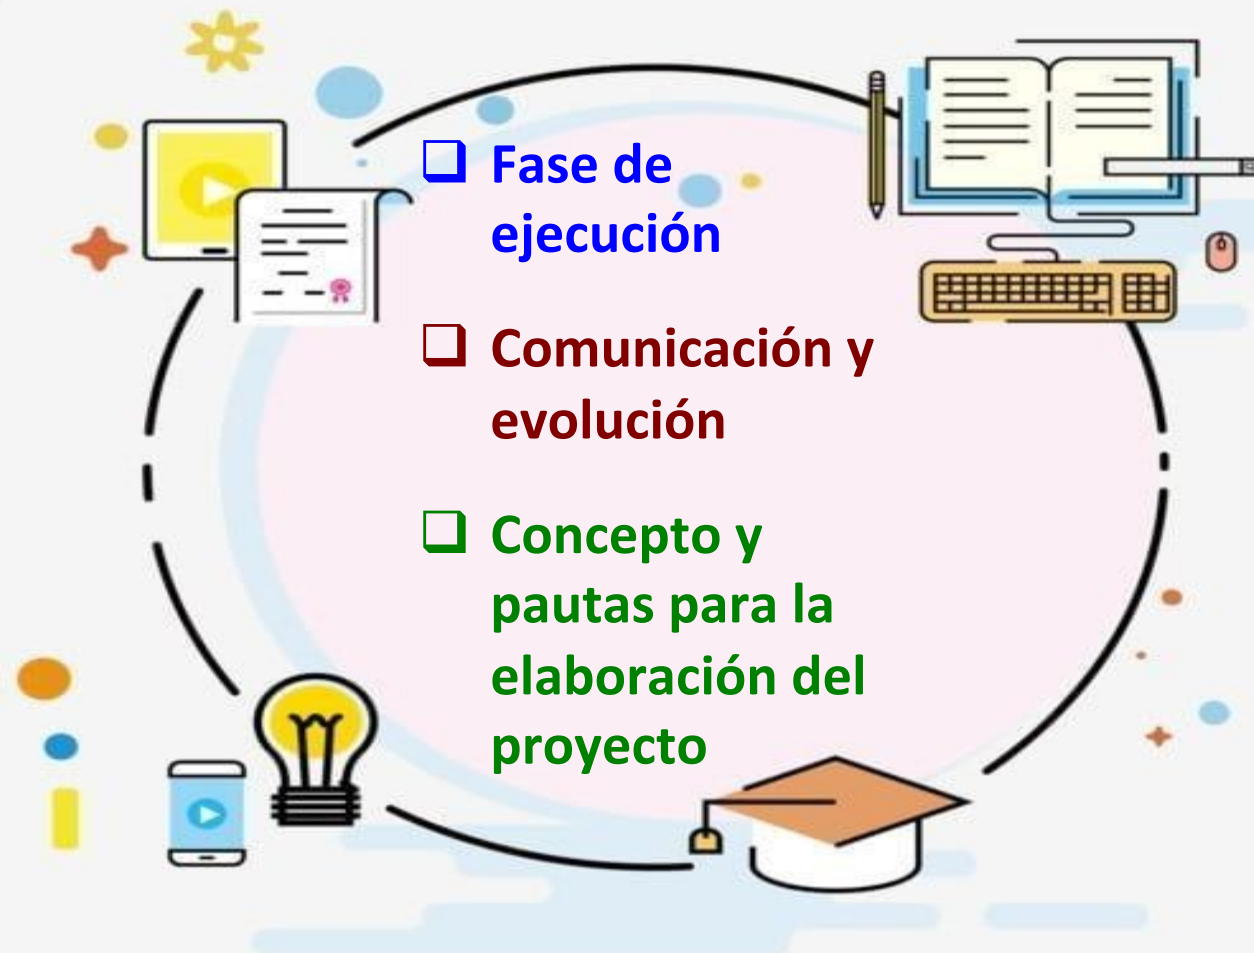 Fase de
ejecución
Comunicación y
evolución
Concepto y
pautas para la
elaboración del
proyecto